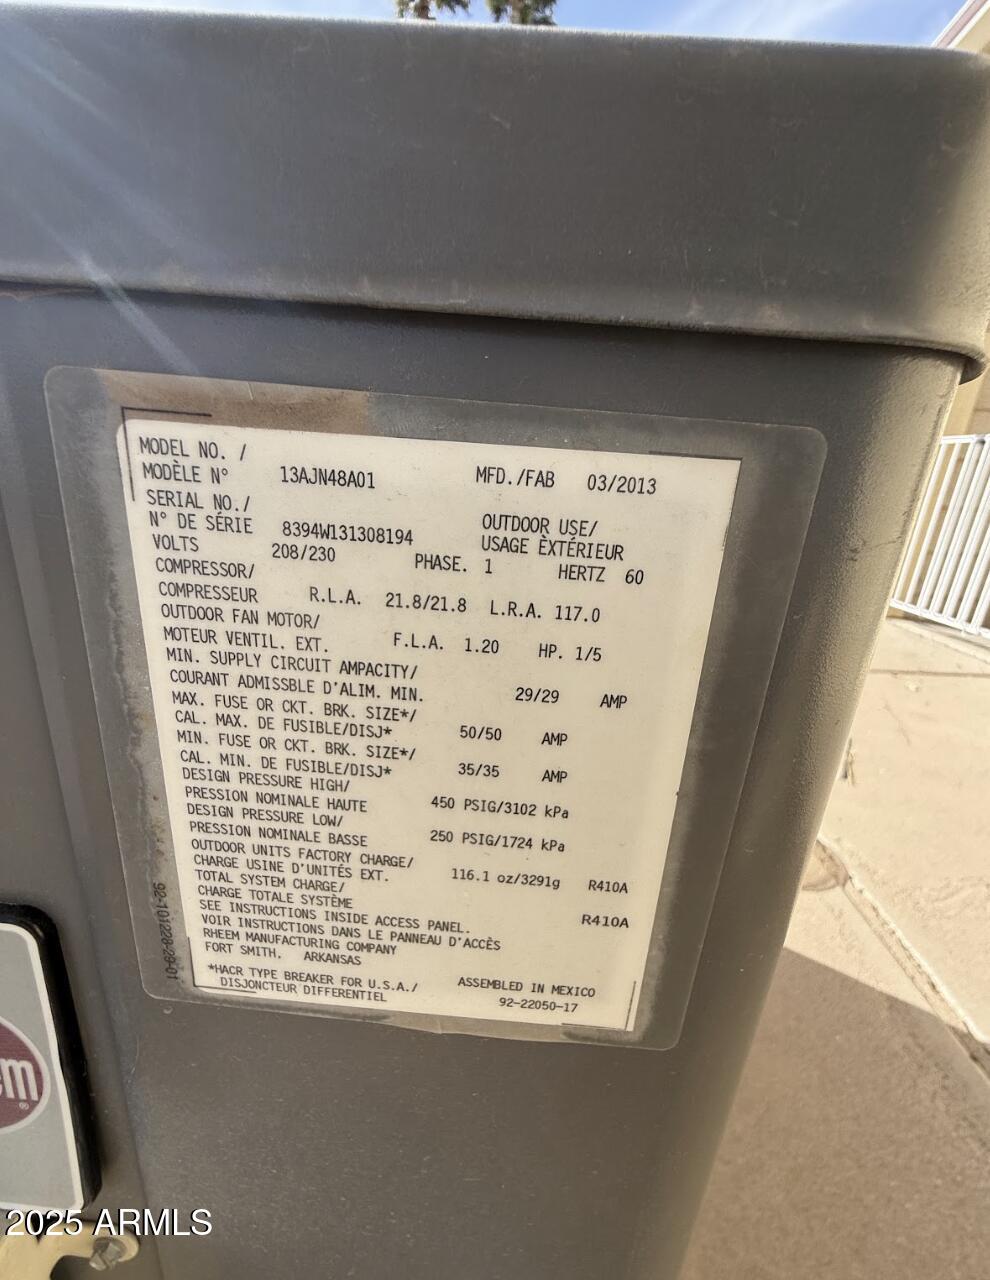 MODEL NO. /
MODÈLE N° 13AJN48A01 MFD./FAB 03/2013
SERIAL NO./ OUTDOOR USE/
N° DE SÉRIE 8394W131308194 USAGE ÈXTÉRIEUR
VOLTS 208/230 PHASE. 1 HERTZ 60
COMPRESSOR/
COMPRESSEUR R.L.A. 21.8/21.8 L.R.A. 117.0
OUTDOOR FAN MOTOR/
MOTEUR VENTIL. EXT. F.L.A. 1.20 HP. 1/5
MIN. SUPPLY CIRCUIT AMPACITY/
COURANT ADMISSBLE D'ALIM. MIN. 29/29 AMP
MAX. FUSE OR CKT. BRK. SIZE*/
CAL. MAX. DE FUSIBLE/DISJ* 50/50 AMP
MIN. FUSE OR CKT. BRK. SIZE*/
CAL. MIN. DE FUSIBLE/DISJ* 35/35 AMP
DESIGN PRESSURE HIGH/
PRESSION NOMINALE HAUTE 450 PSIG/3102 kPa
DESIGN PRESSURE LOW/
PRESSION NOMINALE BASSE 250 PSIG/1724 kPa
OUTDOOR UNITS FACTORY CHARGE/
CHARGE USINE D'UNITÉS EXT. 116.1 oz/3291g R410A
TOTAL SYSTEM CHARGE/
CHARGE TOTALE SYSTÈME R410A
SEE INSTRUCTIONS INSIDE ACCESS PANEL.
VOIR INSTRUCTIONS DANS LE PANNEAU D'ACCÈS
RHEEM MANUFACTURING COMPANY
FORT SMITH, ARKANSAS
*HACR TYPE BREAKER FOR U.S.A./ ASSEMBLED IN MEXICO
DISJONCTEUR DIFFERENTIEL 92-22050-17
2025 ARMLS